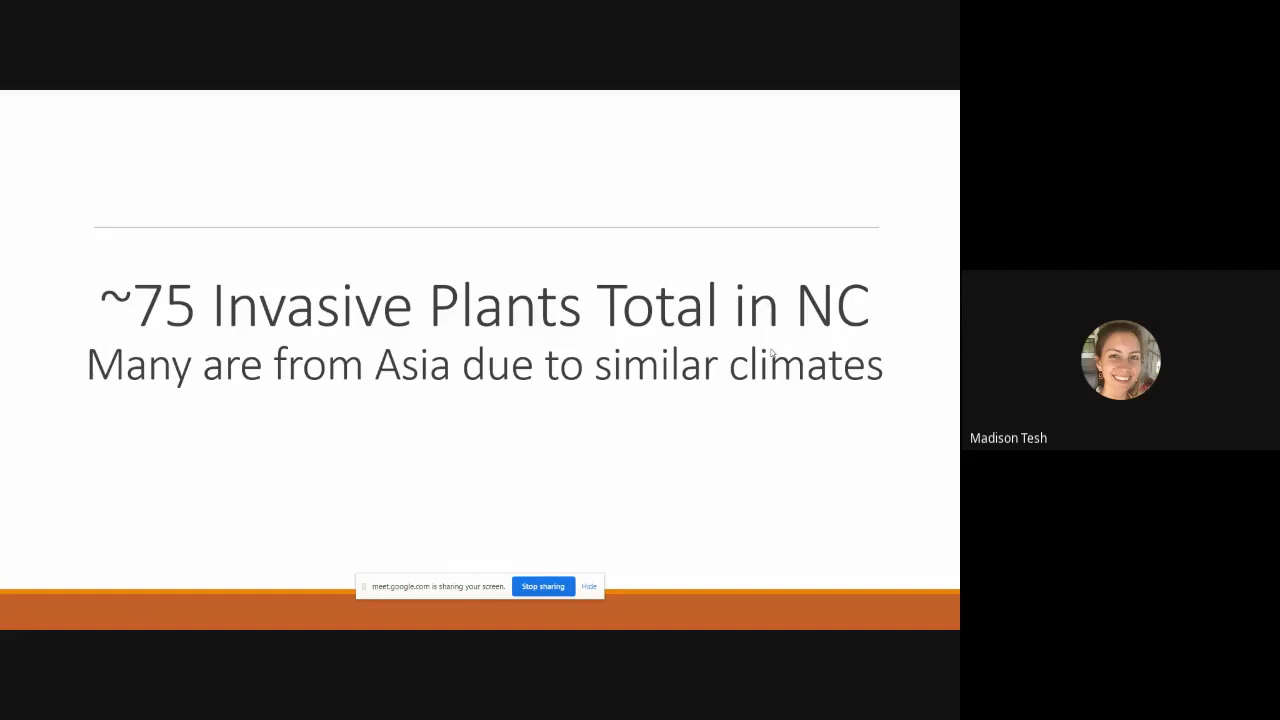 ~75 Invasive Plants Total in NC
Many are from Asia due to similar climates
Madison Tesh
meet.google.com is sharing your screen. Stop sharing Hide